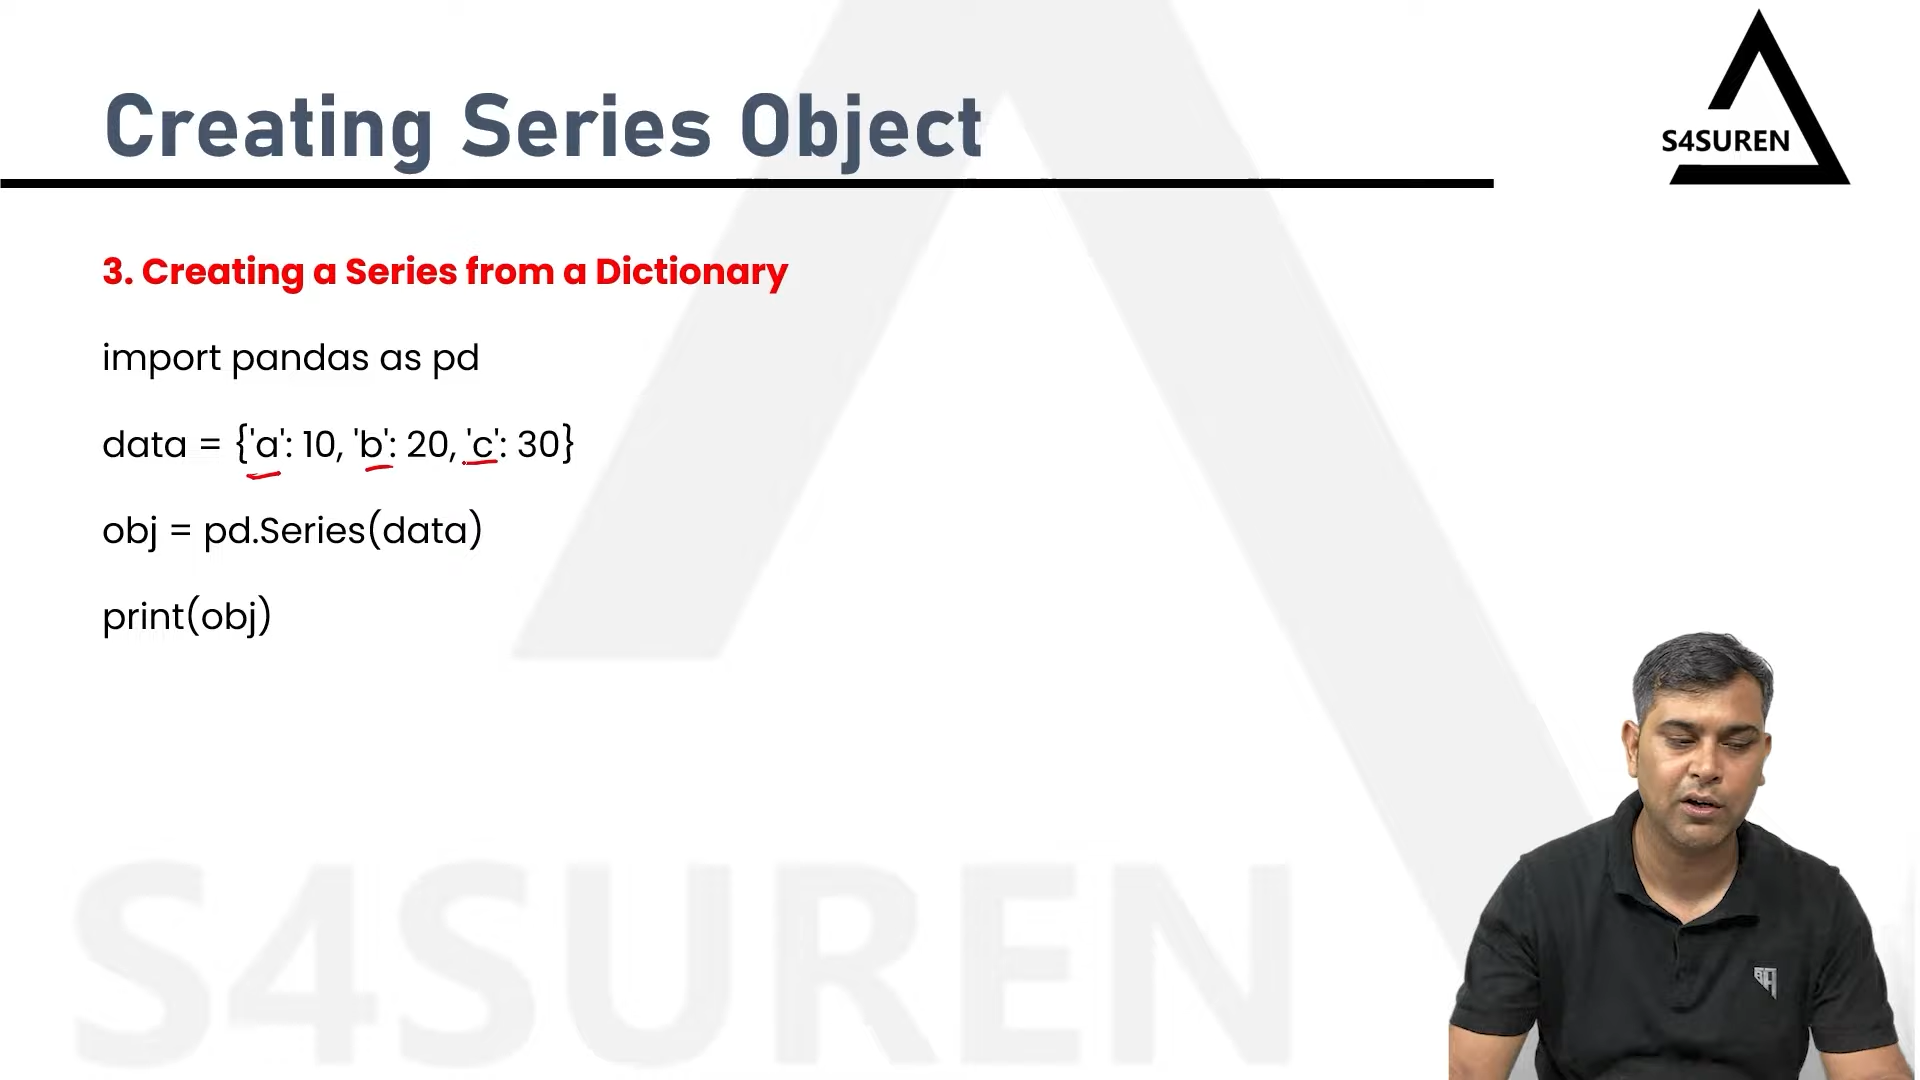 Creating Series Object
S4SUREN
3. Creating a Series from a Dictionary
import pandas as pd
data = {'a': 10, 'b': 20, 'c': 30}
obj = pd.Series(data)
print(obj)
S4SUREN